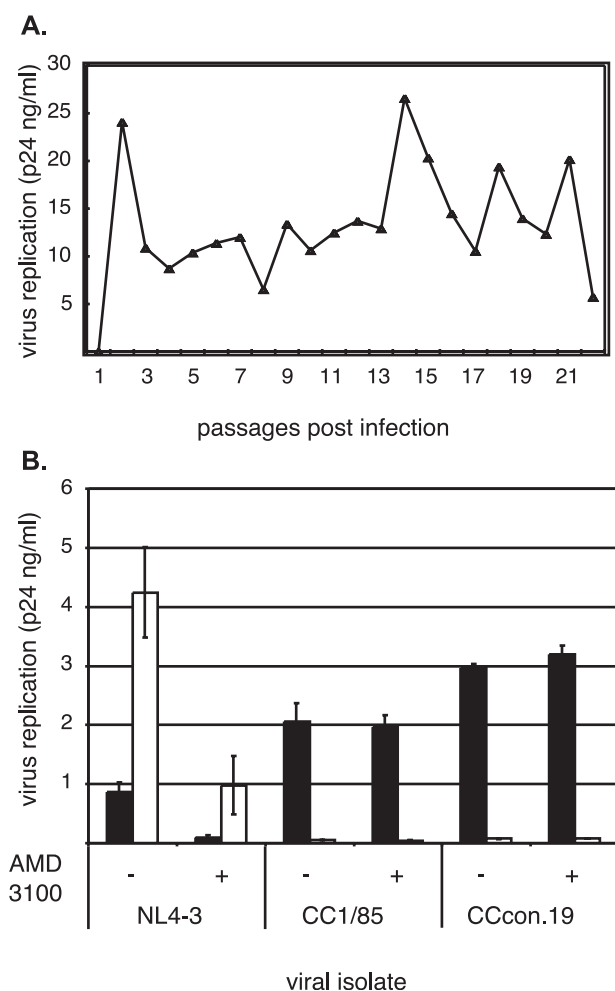 A.
virus replication (p24 ng/ml)
30
25
20
15
10
5
1 3 5 7 9 11 13 15 17 19 21
passages post infection
B.
virus replication (p24 ng/ml)
6
5
4
3
2
1
AMD
3100
- + - + - +
NL4-3 CC1/85 CCcon.19
viral isolate